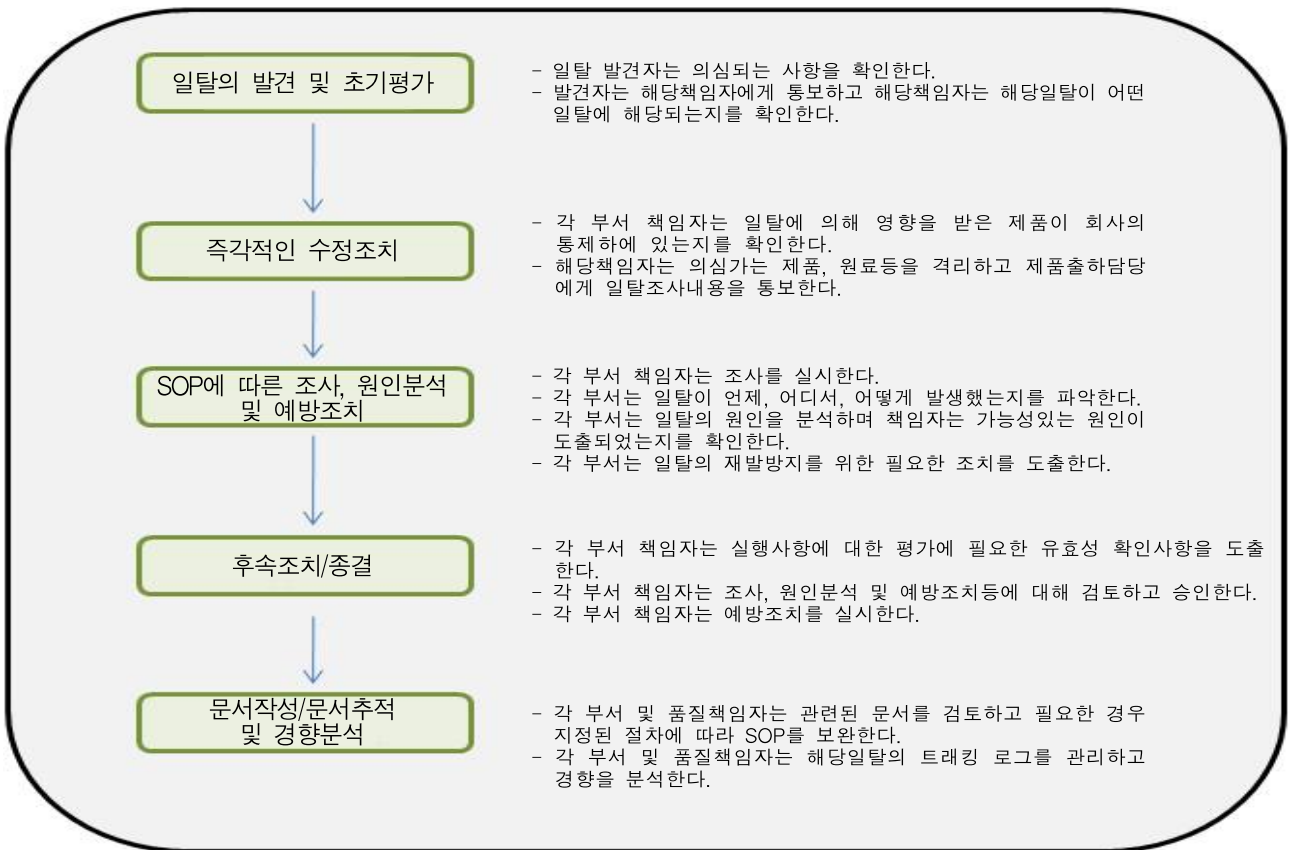 일탈의 발견 및 초기평가
- 일탈 발견자는 의심되는 사항을 확인한다.
- 발견자는 해당책임자에게 통보하고 해당책임자는 해당일탈이 어떤
일탈에 해당되는지를 확인한다.
즉각적인 수정조치
- 각 부서 책임자는 일탈에 의해 영향을 받은 제품이 회사의
통제하에 있는지를 확인한다.
- 해당책임자는 의심가는 제품, 원료등을 격리하고 제품출하담당
에게 일탈조사내용을 통보한다.
SOP에 따른 조사, 원인분석
및 예방조치
- 각 부서 책임자는 조사를 실시한다.
- 각 부서는 일탈이 언제, 어디서, 어떻게 발생했는지를 파악한다.
- 각 부서는 일탈의 원인을 분석하며 책임자는 가능성있는 원인이
도출되었는지를 확인한다.
- 각 부서는 일탈의 재발방지를 위한 필요한 조치를 도출한다.
후속조치/종결
- 각 부서 책임자는 실행사항에 대한 평가에 필요한 유효성 확인사항을 도출
한다.
- 각 부서 책임자는 조사, 원인분석 및 예방조치등에 대해 검토하고 승인한다.
- 각 부서 책임자는 예방조치를 실시한다.
문서작성/문서추적
및 경향분석
- 각 부서 및 품질책임자는 관련된 문서를 검토하고 필요한 경우
지정된 절차에 따라 SOP를 보완한다.
- 각 부서 및 품질책임자는 해당일탈의 트래킹 로그를 관리하고
경향을 분석한다.